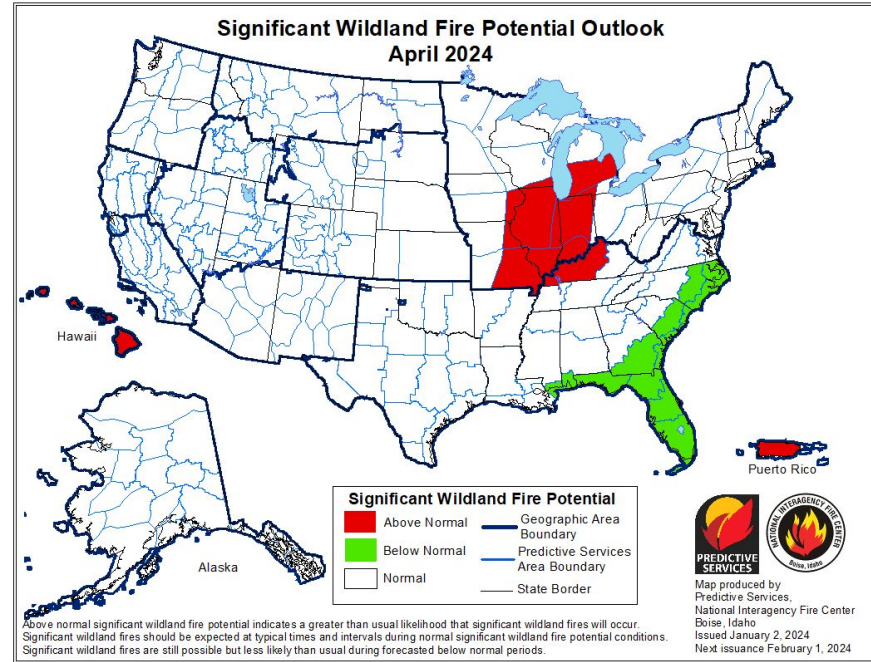 Significant Wildland Fire Potential Outlook
April 2024
Hawaii
Alaska
Puerto Rico
Significant Wildland Fire Potential
Above Normal
Below Normal
Normal
Geographic Area
Boundary
Predictive Services
Area Boundary
State Border
PREDICTIVE
SERVICES
NATIONAL INTERAGENCY FIRE CENTER
Boise, Idaho
Map produced by
Predictive Services,
National Interagency Fire Center
Boise, Idaho
Issued January 2, 2024
Next issuance February 1, 2024
Above normal significant wildland fire potential indicates a greater than usual likelihood that significant wildland fires will occur.
Significant wildland fires should be expected at typical times and intervals during normal significant wildland fire potential conditions.
Significant wildland fires are still possible but less likely than usual during forecasted below normal periods.